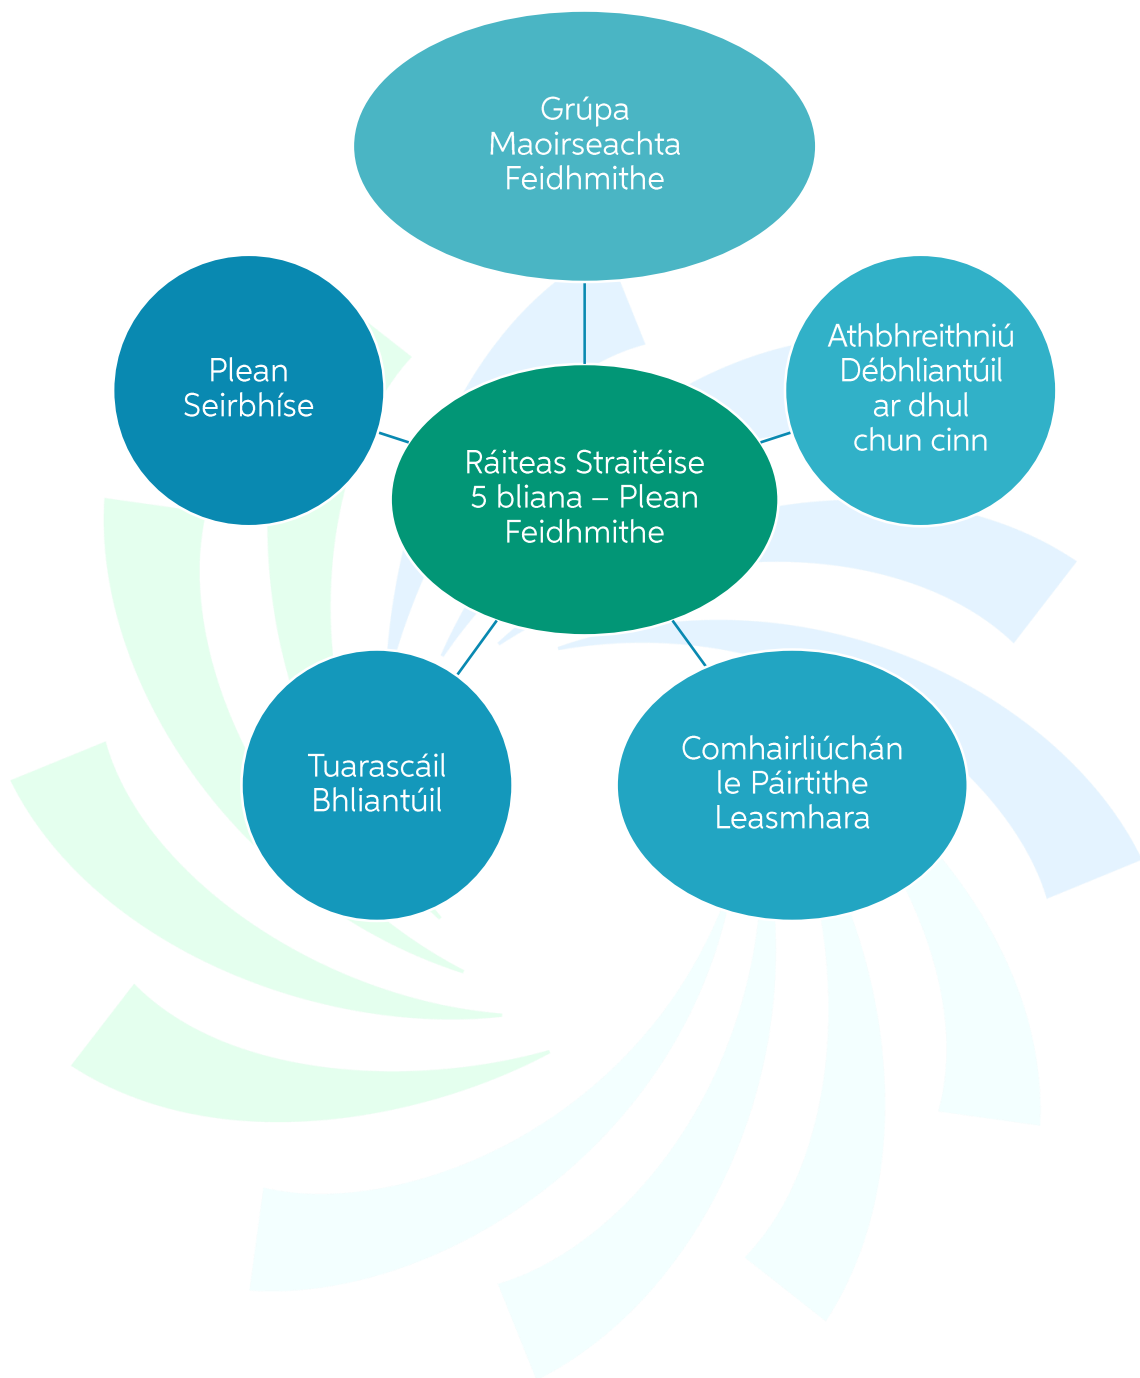 Grúpa
Maoirseachta
Feidhmithe
Plean
Seirbhíse
Athbhreithniú
Débhliantúil
ar dhul
chun cinn
Ráiteas Straitéise
5 bliana – Plean
Feidhmithe
Tuarascáil
Bhliantúil
Comhairliúchán
le Páirtithe
Leasmhara